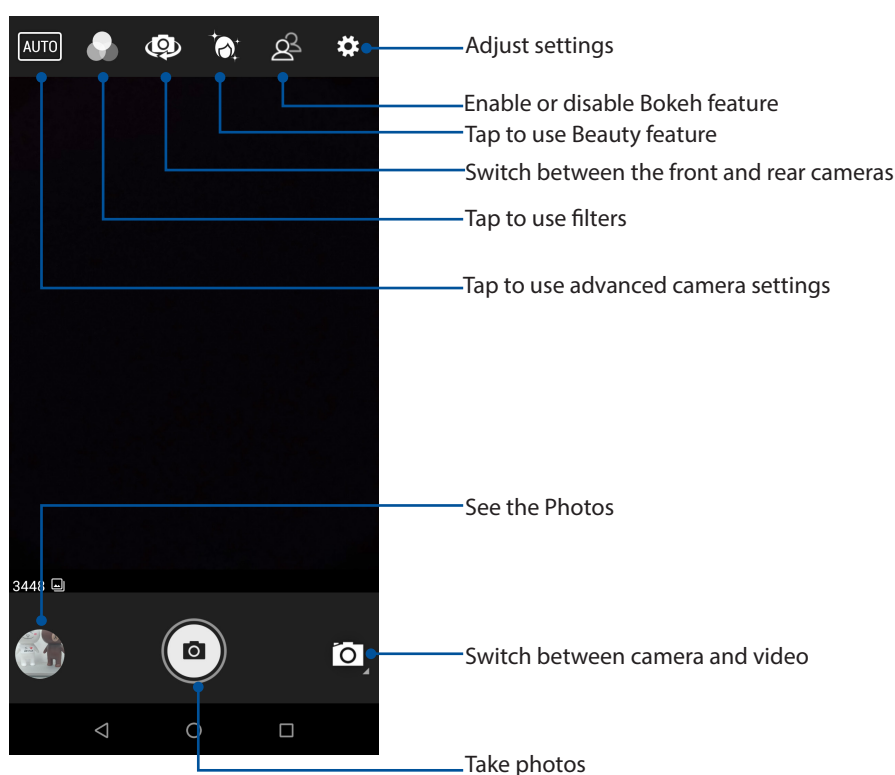 AUTO
Adjust settings
Enable or disable Bokeh feature
Tap to use Beauty feature
Switch between the front and rear cameras
Tap to use filters
Tap to use advanced camera settings
See the Photos
3448
Switch between camera and video
Take photos